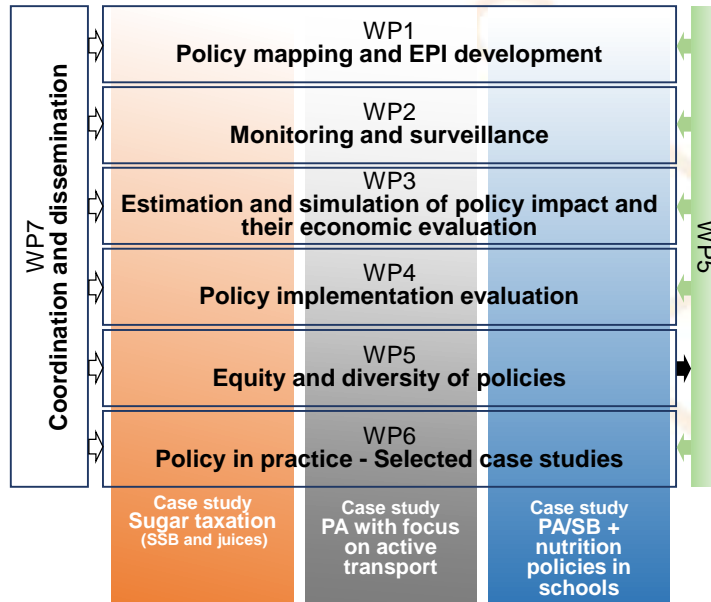 WP7
Coordination and dissemination
WP1
Policy mapping and EPI development
WP2
Monitoring and surveillance
WP3
Estimation and simulation of policy impact and
their economic evaluation
WP4
Policy implementation evaluation
WP5
Equity and diversity of policies
WP6
Policy in practice - Selected case studies
WP5
Case study
Sugar taxation
(SSB and juices)
Case study
PA with focus
on active
transport
Case study
PA/SB +
nutrition
policies in
schools